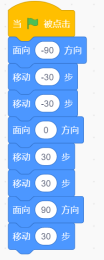 当 被点击
面向 -90 方向
移动 -30 步
移动 -30 步
面向 0 方向
移动 30 步
移动 30 步
面向 90 方向
移动 30 步